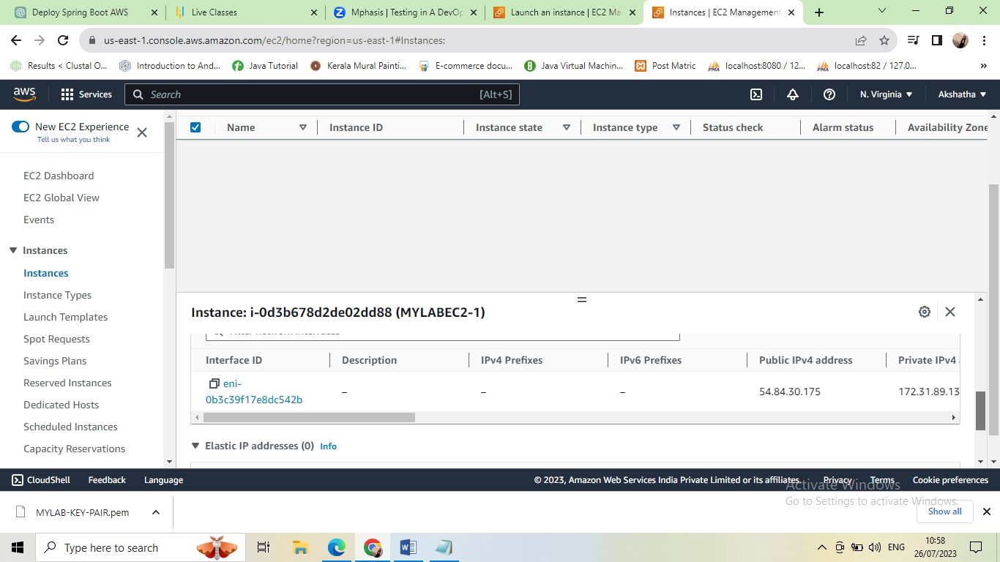 Deploy Spring Boot AWS
Live Classes
Mphasis | Testing in A DevOp
Launch an instance | EC2 Ma
Instances | EC2 Management
us-east-1.console.aws.amazon.com/ec2/home?region=us-east-1#Instances:
Results < Clustal O...
Introduction to And...
Java Tutorial
Kerala Mural Painti...
E-commerce docu...
Java Virtual Machin...
Post Matric
localhost:8080 / 12...
localhost:82 / 127.0...
»
aws
Services
Search
[Alt+S]
N. Virginia
Akshatha
New EC2 Experience
Tell us what you think
Name
Instance ID
Instance state
Instance type
Status check
Alarm status
Availability Zone
EC2 Dashboard
EC2 Global View
Events
Instances
Instances
Instance Types
Launch Templates
Spot Requests
Savings Plans
Reserved Instances
Dedicated Hosts
Scheduled Instances
Capacity Reservations
Instance: i-0d3b678d2de02dd88 (MYLABEC2-1)
Interface ID
Description
IPv4 Prefixes
IPv6 Prefixes
Public IPv4 address
Private IPv4
eni-
0b3c39f17e8dc542b
–
–
–
54.84.30.175
172.31.89.13
Elastic IP addresses (0)
Info
CloudShell
Feedback
Language
© 2023, Amazon Web Services India Private Limited or its affiliates.
Privacy
Terms
Cookie preferences
Activate Windows
Go to Settings to activate Windows.
MYLAB-KEY-PAIR.pem
Show all
Type here to search
ENG
10:58
26/07/2023